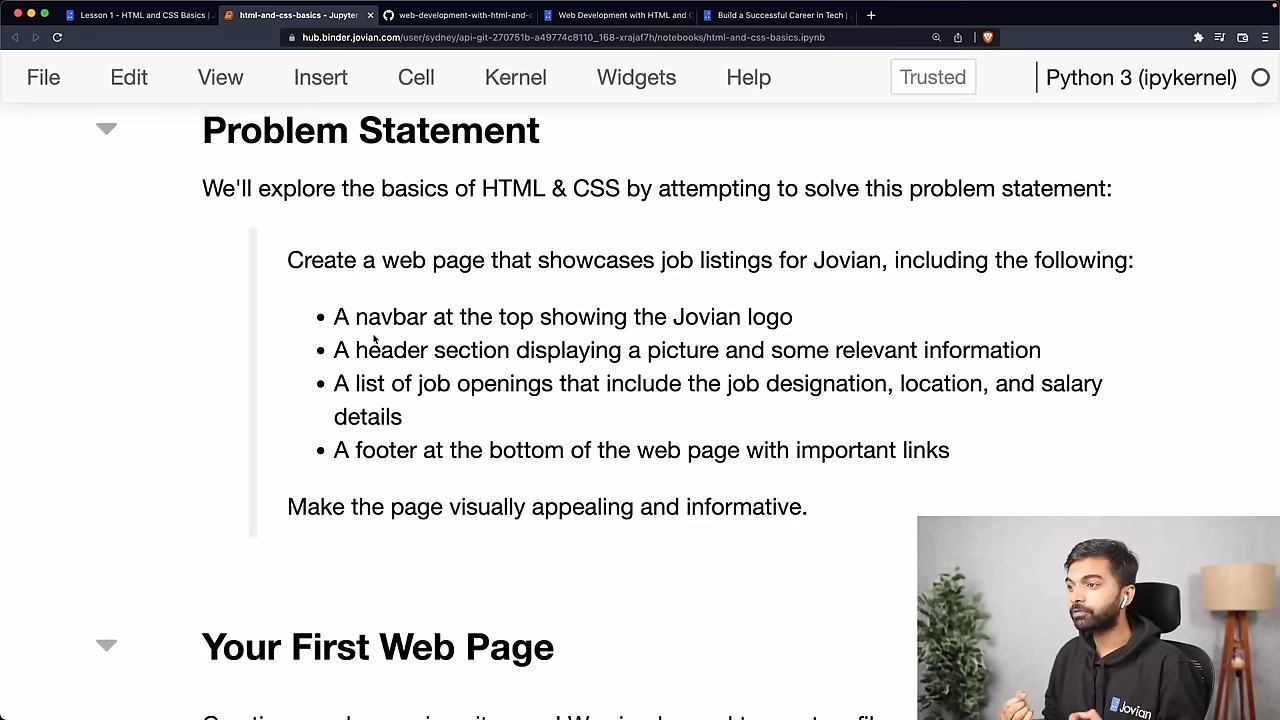 Lesson 1 - HTML and CSS Basics |
html-and-css-basics - Jupyter
web-development-with-html-and-c
Web Development with HTML and C
Build a Successful Career in Tech |
hub.binder.jovian.com/user/sydney/api-git-270751b-a49774c8110_168-xrajaf7h/notebooks/html-and-css-basics.ipynb
File Edit View Insert Cell Kernel Widgets Help Trusted Python 3 (ipykernel)
Problem Statement
We'll explore the basics of HTML & CSS by attempting to solve this problem statement:
Create a web page that showcases job listings for Jovian, including the following:
• A navbar at the top showing the Jovian logo
• A header section displaying a picture and some relevant information
• A list of job openings that include the job designation, location, and salary
details
• A footer at the bottom of the web page with important links
Make the page visually appealing and informative.
Your First Web Page
Jovian